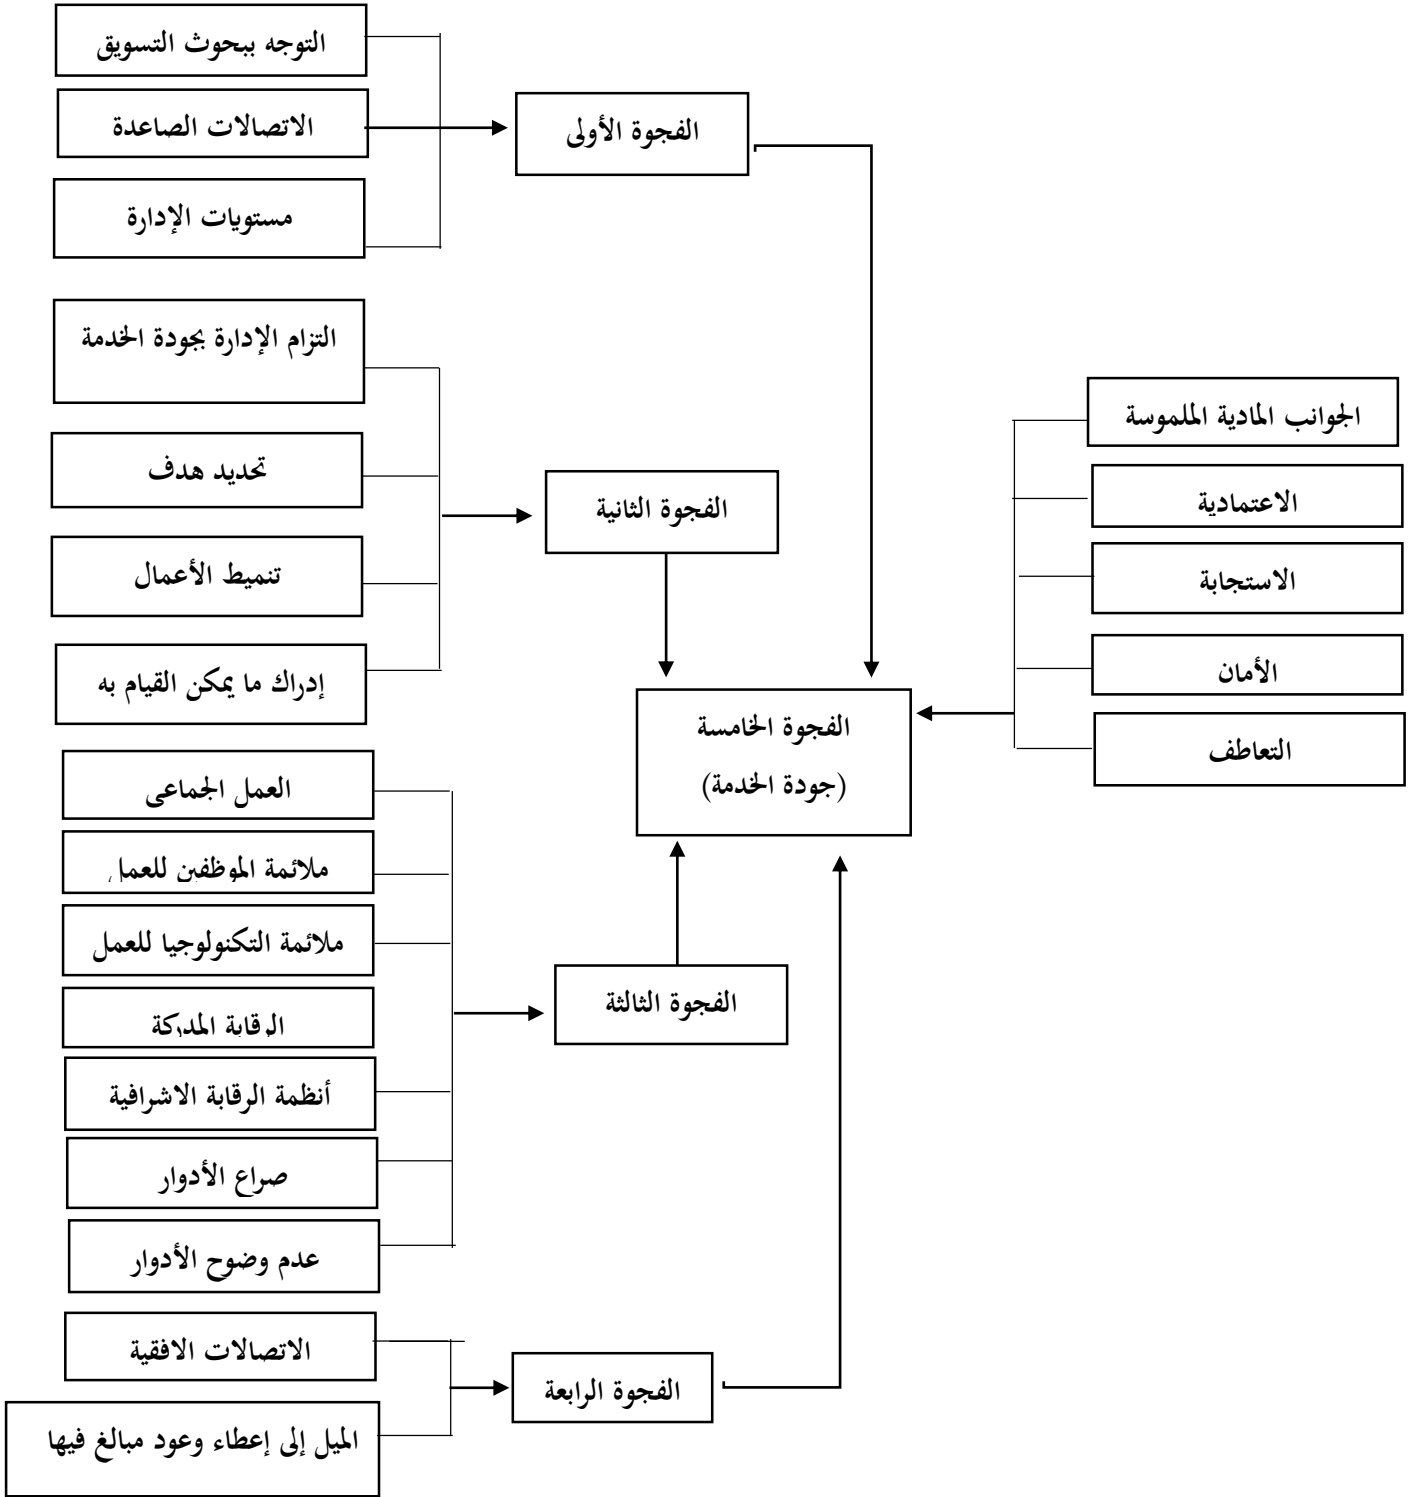 التوجه ببحوث التسويق
الاتصالات الصاعدة
مستويات الإدارة
الفجوة الأولى
التزام الإدارة بجودة الخدمة
تحديد هدف
تنميط الأعمال
إدراك ما يمكن القيام به
الفجوة الثانية
الجوانب المادية الملموسة
الاعتمادية
الاستجابة
الأمان
التعاطف
الفجوة الخامسة
(جودة الخدمة)
العمل الجماعى
ملائمة الموظفين للعمل
ملائمة التكنولوجيا للعمل
الرقابة المدركة
أنظمة الرقابة الاشرافية
صراع الأدوار
عدم وضوح الأدوار
الفجوة الثالثة
الاتصالات الافقية
الميل إلى إعطاء وعود مبالغ فيها
الفجوة الرابعة